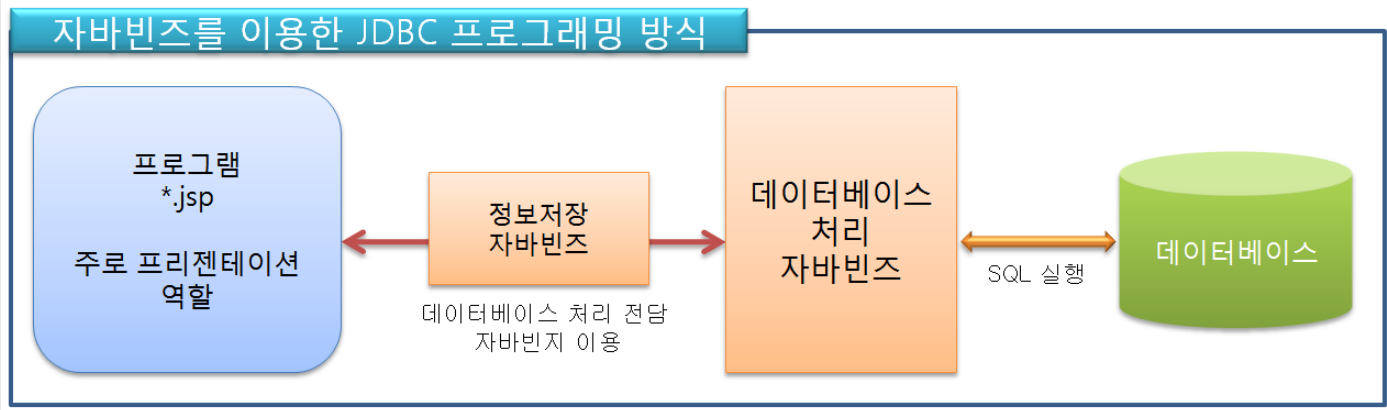 자바빈즈를 이용한 JDBC 프로그래밍 방식
프로그램
*.jsp
주로 프리젠테이션
역할
정보저장
자바빈즈
데이터베이스 처리 전담
자바빈지 이용
데이터베이스
처리
자바빈즈
SQL 실행
데이터베이스